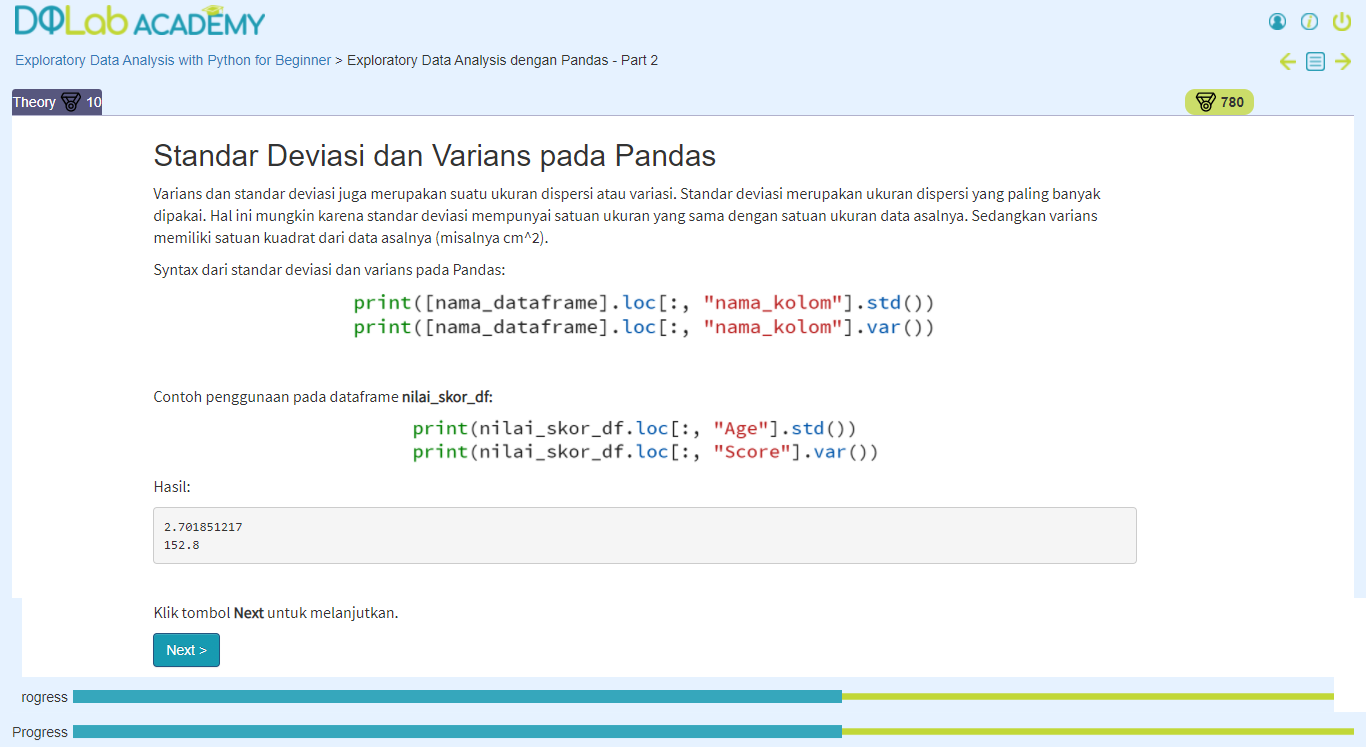 DQLab ACADEMY
Exploratory Data Analysis with Python for Beginner > Exploratory Data Analysis dengan Pandas - Part 2
Theory 10
780
Standar Deviasi dan Varians pada Pandas
Varians dan standar deviasi juga merupakan suatu ukuran dispersi atau variasi. Standar deviasi merupakan ukuran dispersi yang paling banyak
dipakai. Hal ini mungkin karena standar deviasi mempunyai satuan ukuran yang sama dengan satuan ukuran data asalnya. Sedangkan varians
memiliki satuan kuadrat dari data asalnya (misalnya cm^2).
Syntax dari standar deviasi dan varians pada Pandas:
print([nama_dataframe].loc[:, "nama_kolom"].std())
print([nama_dataframe].loc[:, "nama_kolom"].var())
Contoh penggunaan pada dataframe nilai_skor_df:
print(nilai_skor_df.loc[:, "Age"].std())
print(nilai_skor_df.loc[:, "Score"].var())
Hasil:
2.701851217
152.8
Klik tombol Next untuk melanjutkan.
Next >
rogress
Progress